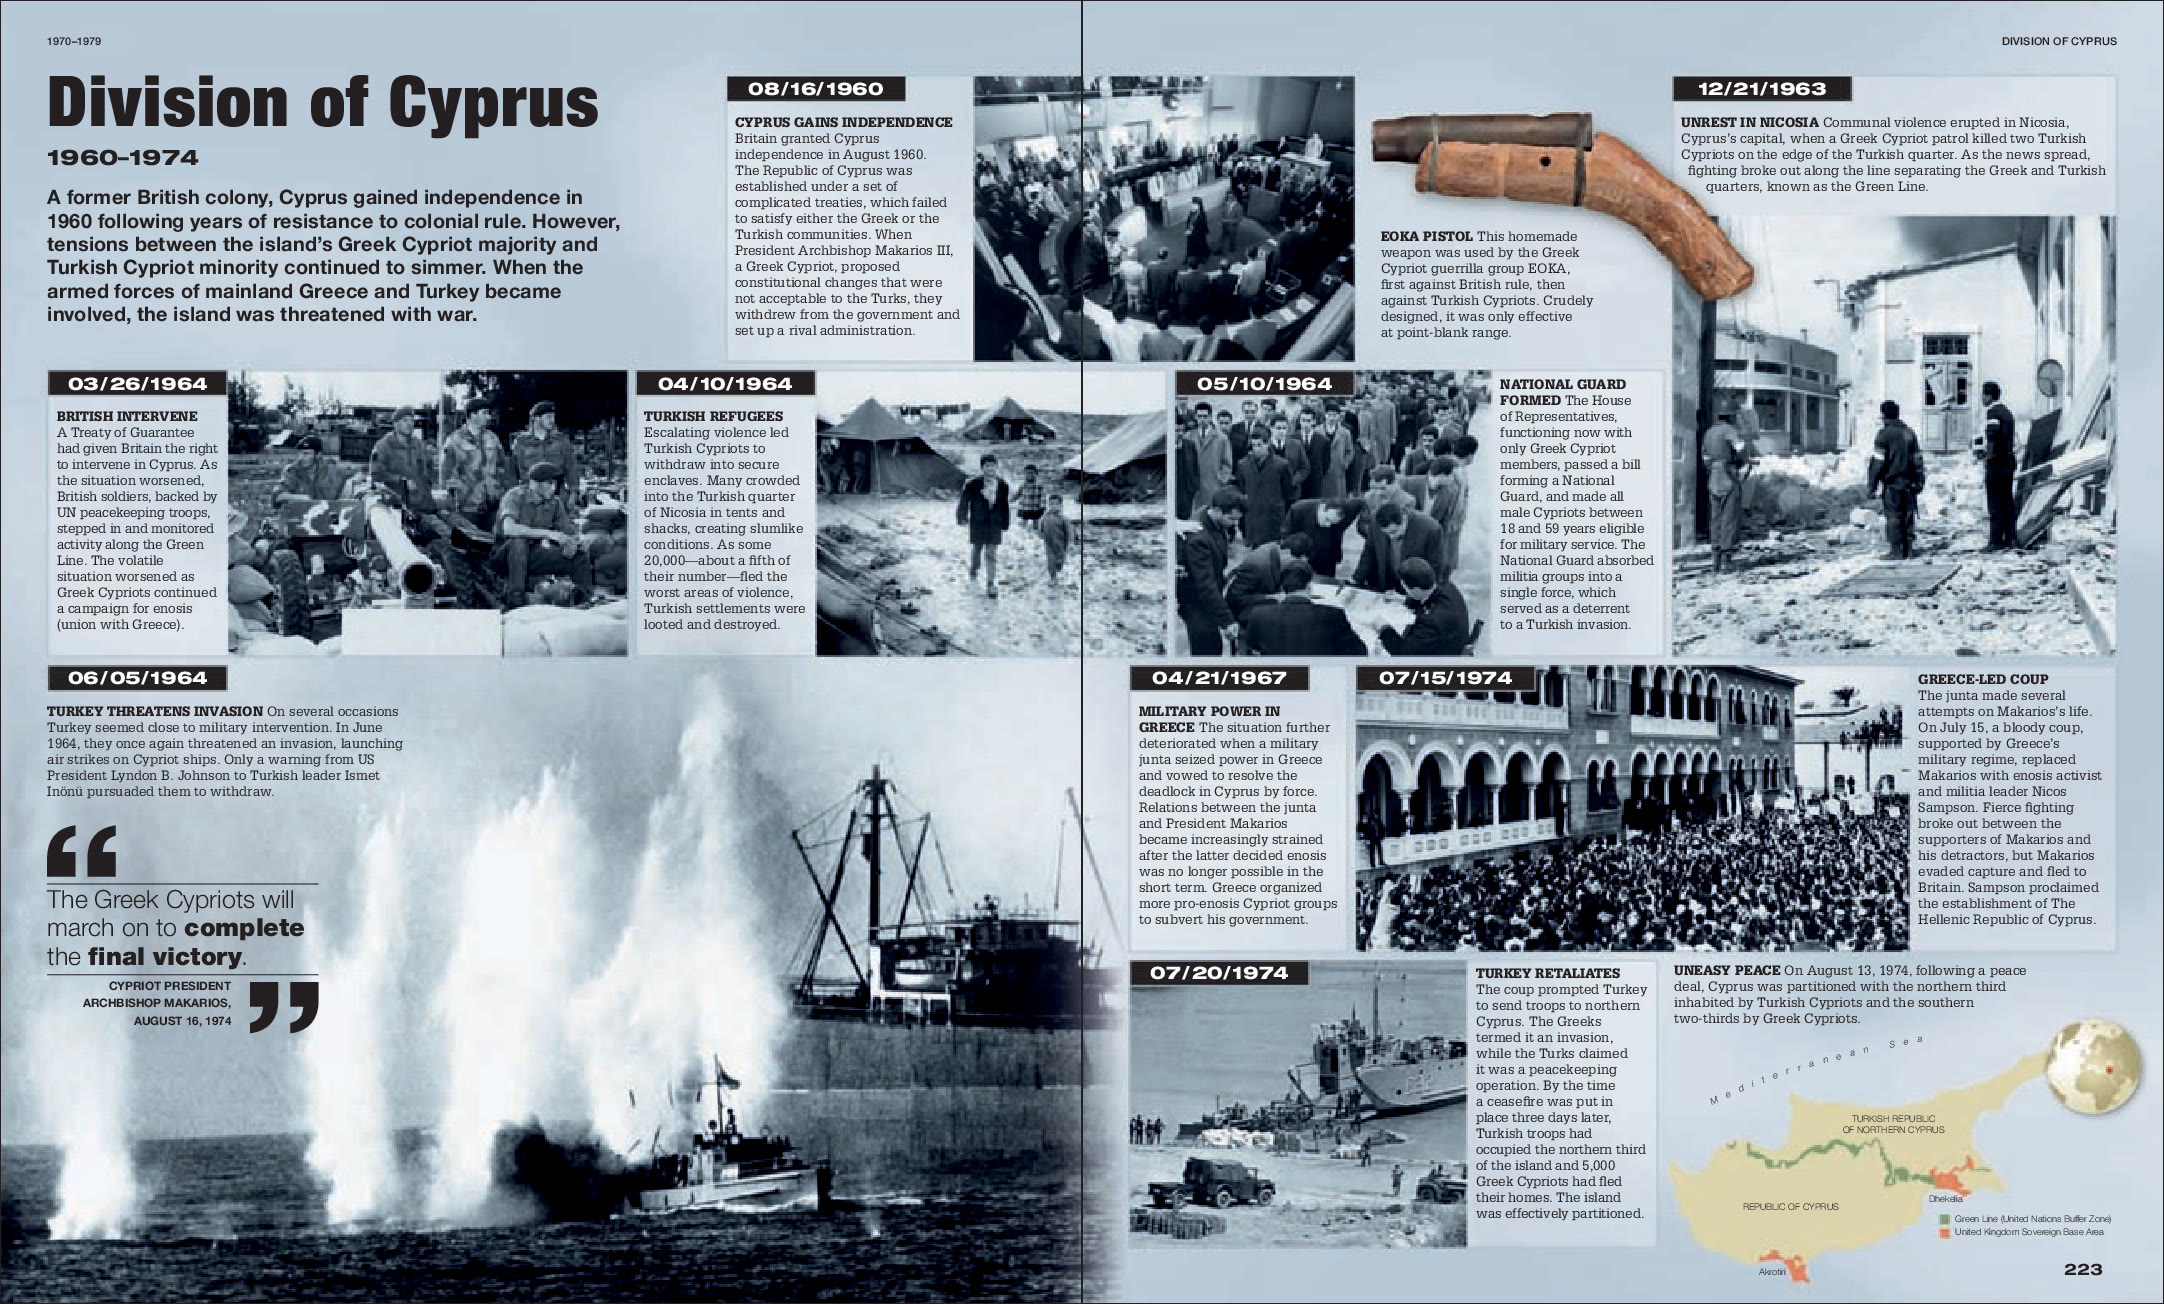 1970–1979
DIVISION OF CYPRUS
Division of Cyprus
1960–1974
A former British colony, Cyprus gained independence in
1960 following years of resistance to colonial rule. However,
tensions between the island's Greek Cypriot majority and
Turkish Cypriot minority continued to simmer. When the
armed forces of mainland Greece and Turkey became
involved, the island was threatened with war.
08/16/1960
CYPRUS GAINS INDEPENDENCE
Britain granted Cyprus
independence in August 1960.
The Republic of Cyprus was
established under a set of
complicated treaties, which failed
to satisfy either the Greek or the
Turkish communities. When
President Archbishop Makarios III,
a Greek Cypriot, proposed
constitutional changes that were
not acceptable to the Turks, they
withdrew from the government and
set up a rival administration.
EOKA PISTOL This homemade
weapon was used by the Greek
Cypriot guerrilla group EOKA,
first against British rule, then
against Turkish Cypriots. Crudely
designed, it was only effective
at point-blank range.
12/21/1963
UNREST IN NICOSIA Communal violence erupted in Nicosia,
Cyprus's capital, when a Greek Cypriot patrol killed two Turkish
Cypriots on the edge of the Turkish quarter. As the news spread,
fighting broke out along the line separating the Greek and Turkish
quarters, known as the Green Line.
03/26/1964
BRITISH INTERVENE
A Treaty of Guarantee
had given Britain the right
to intervene in Cyprus. As
the situation worsened,
British soldiers, backed by
UN peacekeeping troops,
stepped in and monitored
activity along the Green
Line. The volatile
situation worsened as
Greek Cypriots continued
a campaign for enosis
(union with Greece).
04/10/1964
TURKISH REFUGEES
Escalating violence led
Turkish Cypriots to
withdraw into secure
enclaves. Many crowded
into the Turkish quarter
of Nicosia in tents and
shacks, creating slumlike
conditions. As some
20,000—about a fifth of
their number—fled the
worst areas of violence,
Turkish settlements were
looted and destroyed.
05/10/1964
NATIONAL GUARD
FORMED The House
of Representatives,
functioning now with
only Greek Cypriot
members, passed a bill
forming a National
Guard, and made all
male Cypriots between
18 and 59 years eligible
for military service. The
National Guard absorbed
militia groups into a
single force, which
served as a deterrent
to a Turkish invasion.
06/05/1964
TURKEY THREATENS INVASION On several occasions
Turkey seemed close to military intervention. In June
1964, they once again threatened an invasion, launching
air strikes on Cypriot ships. Only a warning from US
President Lyndon B. Johnson to Turkish leader Ismet
Inönü pursuaded them to withdraw.
“
The Greek Cypriots will
march on to complete
the final victory.
CYPRIOT PRESIDENT
ARCHBISHOP MAKARIOS,
AUGUST 16, 1974
”
04/21/1967
MILITARY POWER IN
GREECE The situation further
deteriorated when a military
junta seized power in Greece
and vowed to resolve the
deadlock in Cyprus by force.
Relations between the junta
and President Makarios
became increasingly strained
after the latter decided enosis
was no longer possible in the
short term. Greece organized
more pro-enosis Cypriot groups
to subvert his government.
07/15/1974
GREECE-LED COUP
The junta made several
attempts on Makarios's life.
On July 15, a bloody coup,
supported by Greece's
military regime, replaced
Makarios with enosis activist
and militia leader Nicos
Sampson. Fierce fighting
broke out between the
supporters of Makarios and
his detractors, but Makarios
evaded capture and fled to
Britain. Sampson proclaimed
the establishment of The
Hellenic Republic of Cyprus.
07/20/1974
TURKEY RETALIATES
The coup prompted Turkey
to send troops to northern
Cyprus. The Greeks
termed it an invasion,
while the Turks claimed
it was a peacekeeping
operation. By the time
a ceasefire was put in
place three days later,
Turkish troops had
occupied the northern third
of the island and 5,000
Greek Cypriots had fled
their homes. The island
was effectively partitioned.
UNEASY PEACE On August 13, 1974, following a peace
deal, Cyprus was partitioned with the northern third
inhabited by Turkish Cypriots and the southern
two-thirds by Greek Cypriots.
Mediterranean Sea
TURKISH REPUBLIC
OF NORTHERN CYPRUS
Dhekelia
REPUBLIC OF CYPRUS
Green Line (United Nations Buffer Zone)
United Kingdom Sovereign Base Area
Akrotiri
223